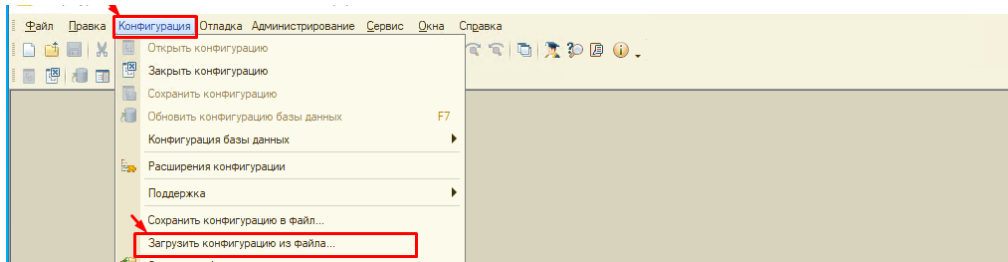 Файл Правка Конфигурация Отладка Администрирование Сервис Окна Справка
Открыть конфигурацию
Закрыть конфигурацию
Сохранить конфигурацию
Обновить конфигурацию базы данных F7
Конфигурация базы данных
Расширения конфигурации
Поддержка
Сохранить конфигурацию в файл...
Загрузить конфигурацию из файла...